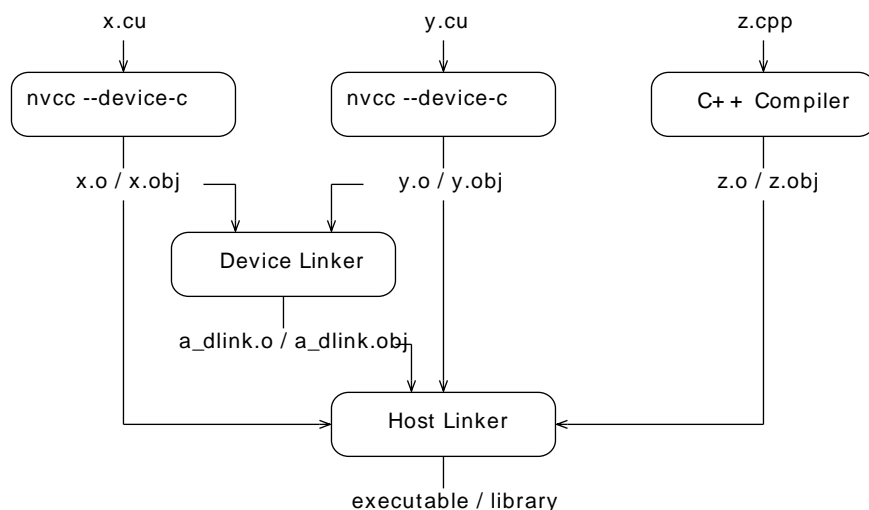 x.cu
y.cu
z.cpp
nvcc --device-c
nvcc --device-c
C++ Compiler
x.o / x.obj
y.o / y.obj
z.o / z.obj
Device Linker
a_dlink.o / a_dlink.obj
Host Linker
executable / library